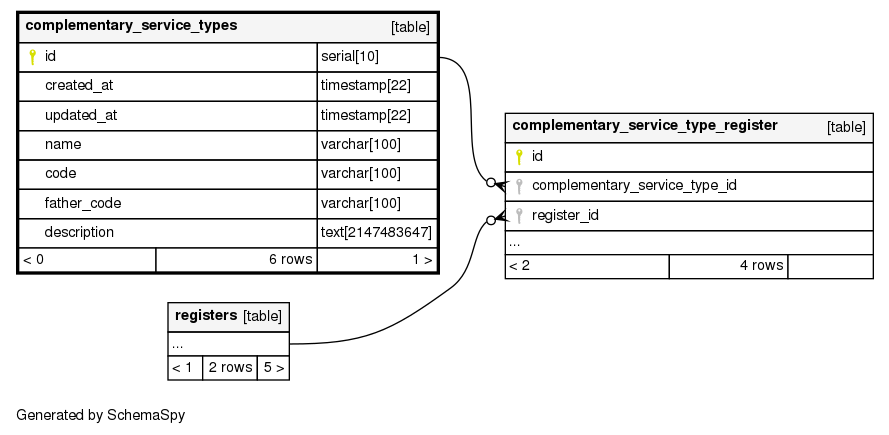 complementary_service_types [table]
id serial[10]
created_at timestamp[22]
updated_at timestamp[22]
name varchar[100]
code varchar[100]
father_code varchar[100]
description text[2147483647]
< 0 6 rows 1 >
complementary_service_type_register [table]
id
complementary_service_type_id
register_id
...
< 2 4 rows
registers [table]
...
< 1 2 rows 5 >
Generated by SchemaSpy